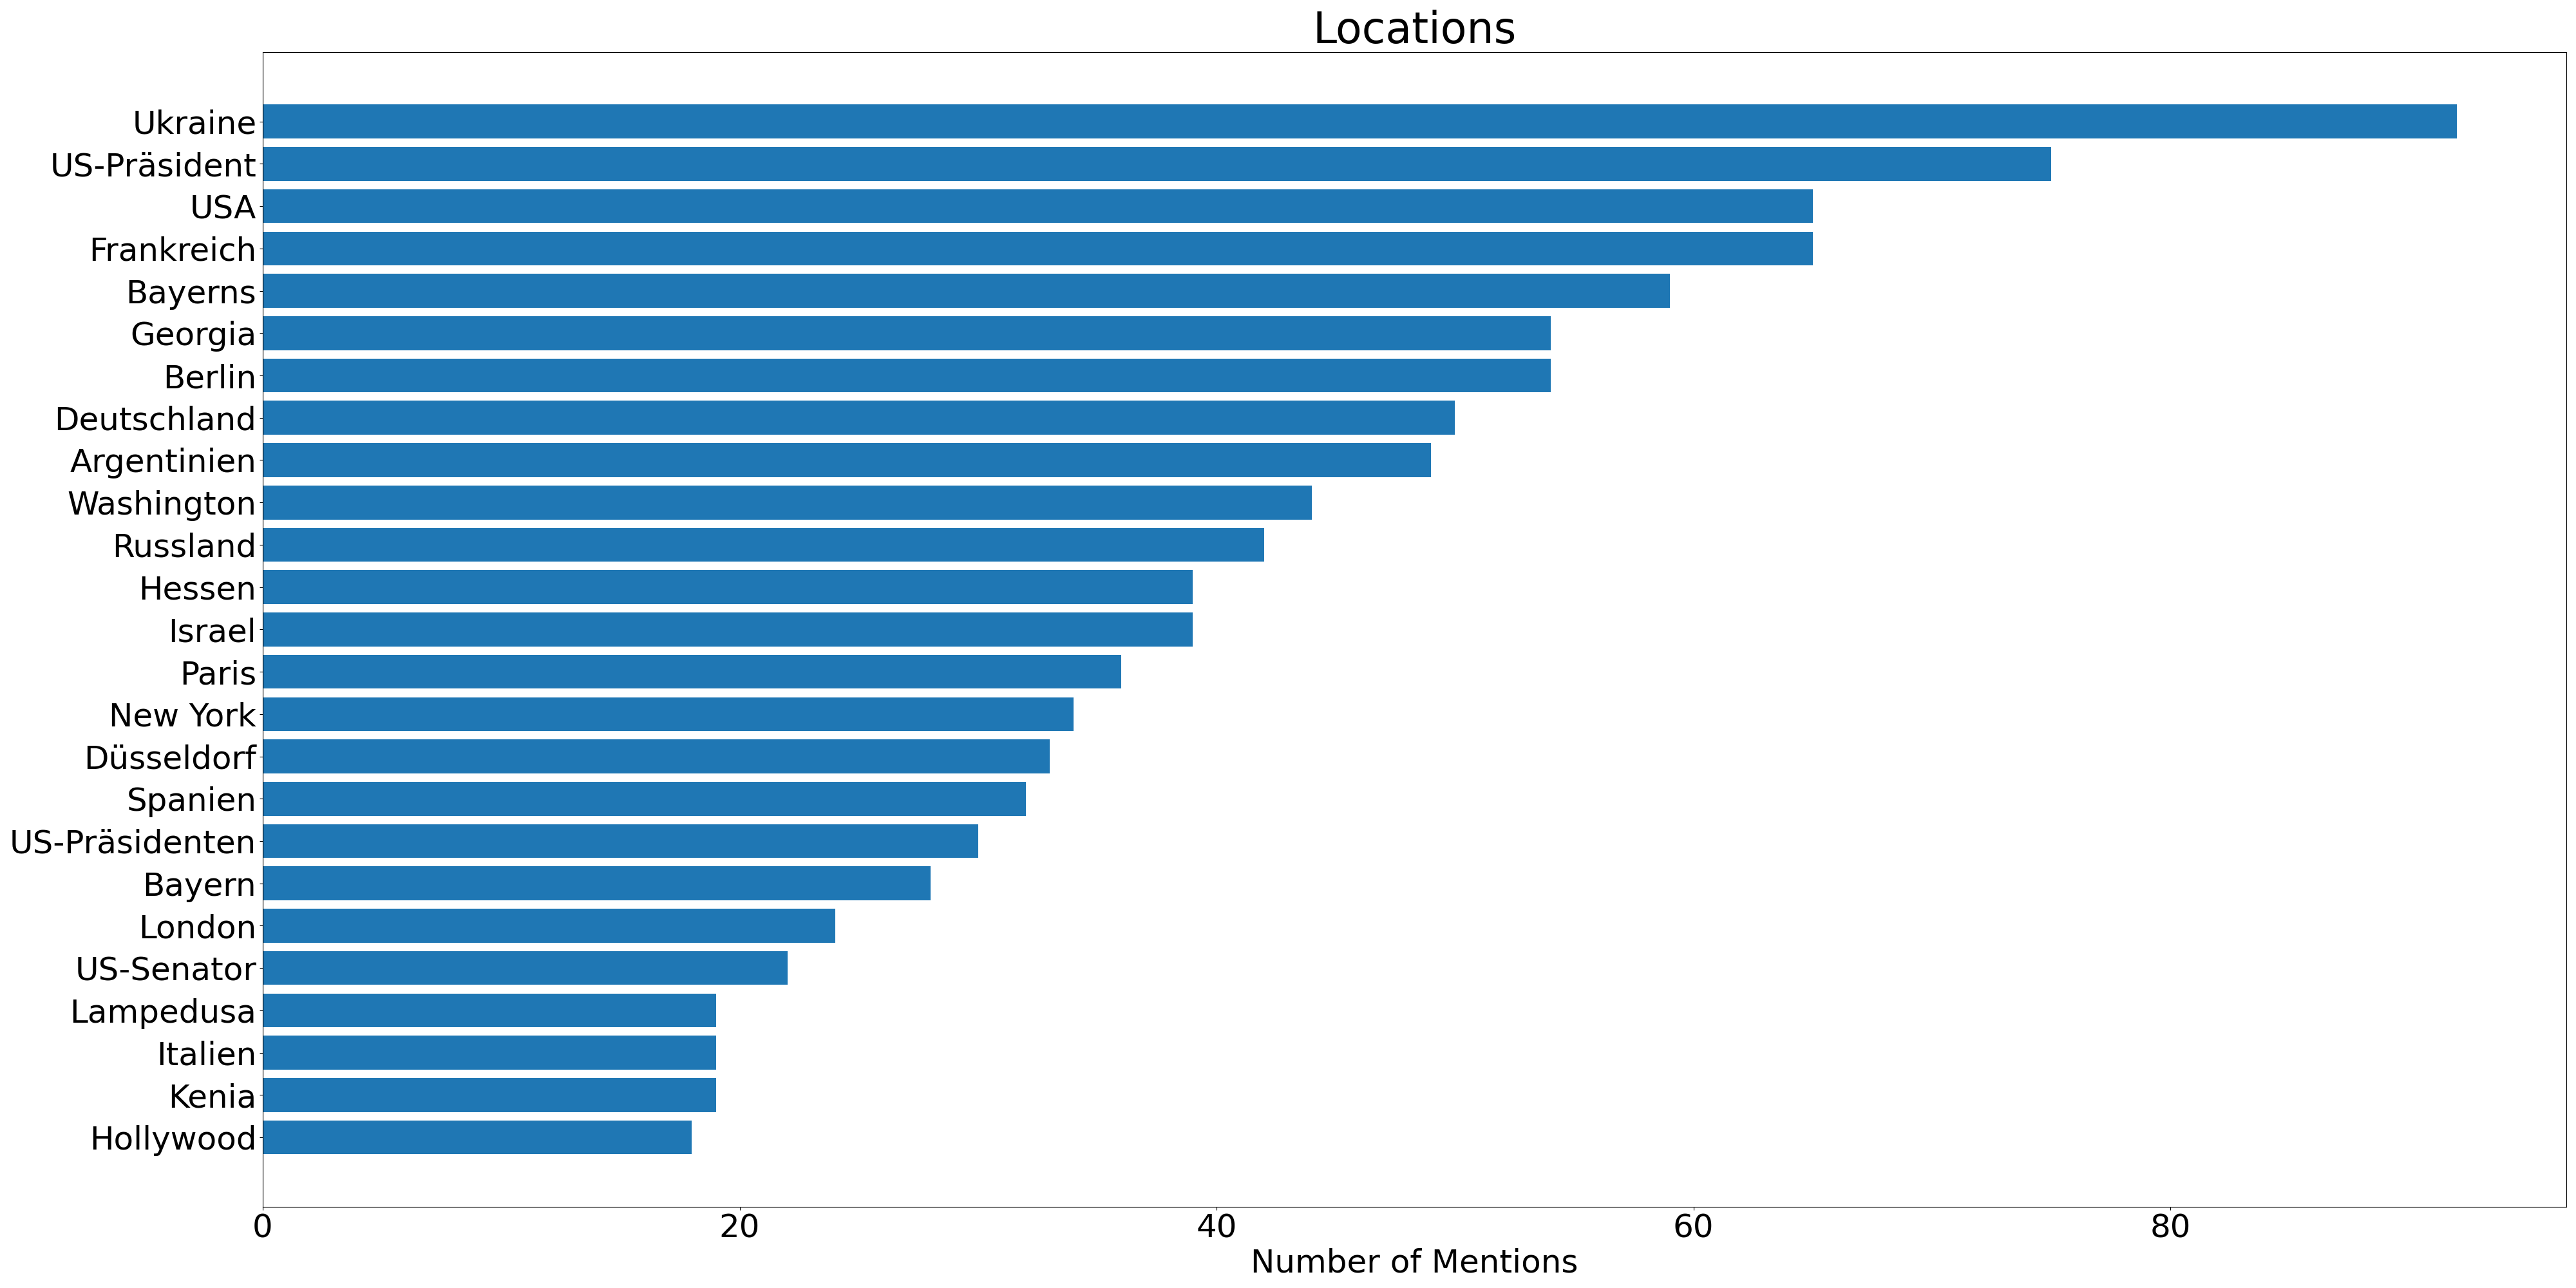 Locations
Ukraine
US-Präsident
USA
Frankreich
Bayerns
Georgia
Berlin
Deutschland
Argentinien
Washington
Russland
Hessen
Israel
Paris
New York
Düsseldorf
Spanien
US-Präsidenten
Bayern
London
US-Senator
Lampedusa
Italien
Kenia
Hollywood
0 20 40 60 80
Number of Mentions